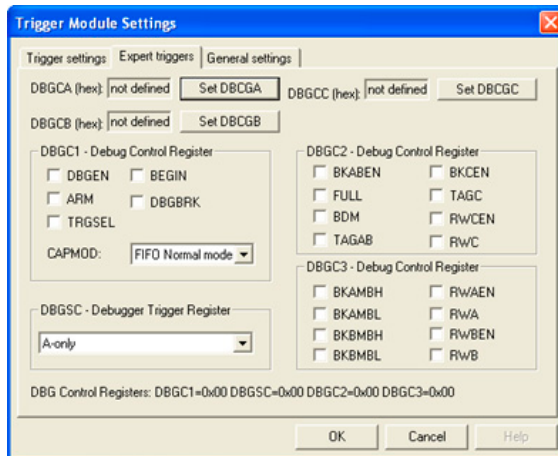 Trigger Module Settings
Trigger settings Expert triggers General settings
DBGCA (hex): not defined Set DBCGA DBGCC (hex): not defined Set DBCGC
DBGCB (hex): not defined Set DBCGB
DBGC1 - Debug Control Register
DBGEN BEGIN
ARM DBGBRK
TRGSEL
CAPMOD: FIFO Normal mode
DBGSC - Debugger Trigger Register
A-only
DBGC2 - Debug Control Register
BKABEN BKCEN
FULL TAGC
BDM RWCEN
TAGAB RWC
DBGC3 - Debug Control Register
BKAMBH RWAEN
BKAMBL RWA
BKBMBH RWBEN
BKBMBL RWB
DBG Control Registers: DBGC1=0x00 DBGSC=0x00 DBGC2=0x00 DBGC3=0x00
OK Cancel Help